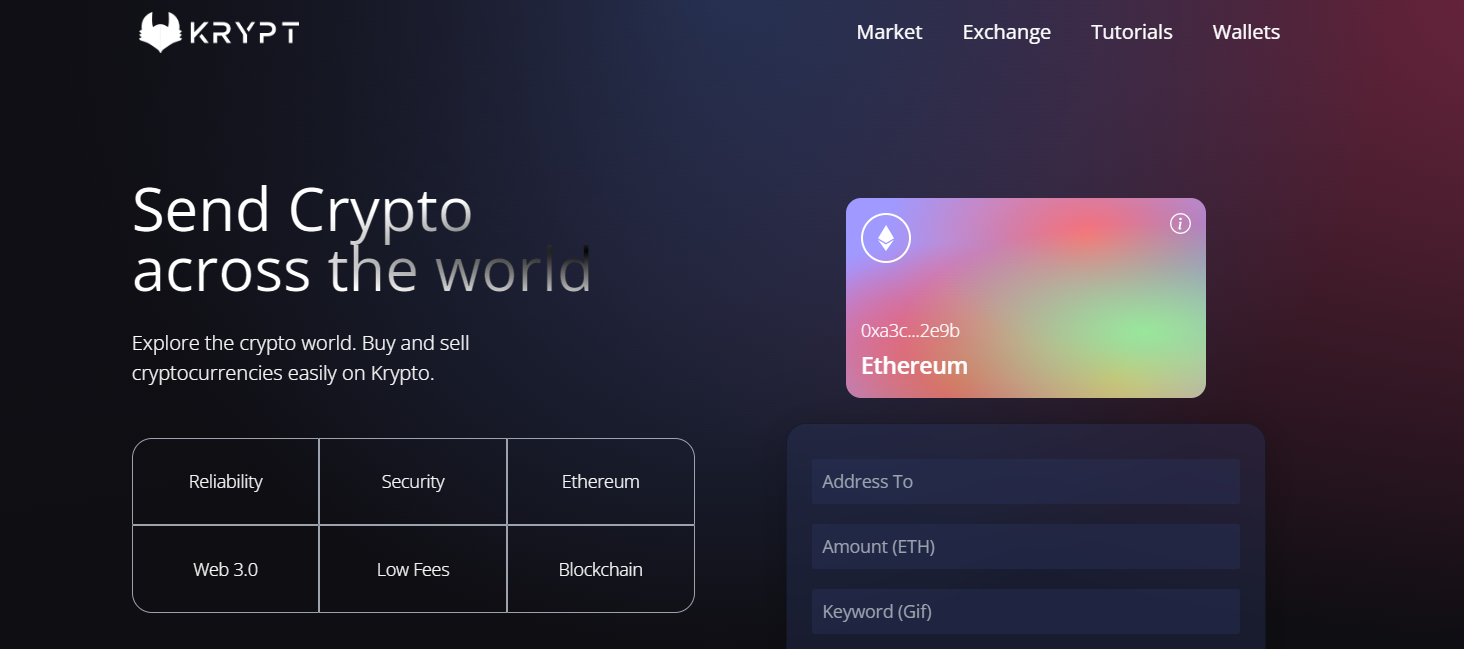 KRYPT
Market
Exchange
Tutorials
Wallets
Send Crypto
across the world
Explore the crypto world. Buy and sell
cryptocurrencies easily on Krypto.
Reliability
Security
Ethereum
Web 3.0
Low Fees
Blockchain
i
0xa3c...2e9b
Ethereum
Address To
Amount (ETH)
Keyword (Gif)